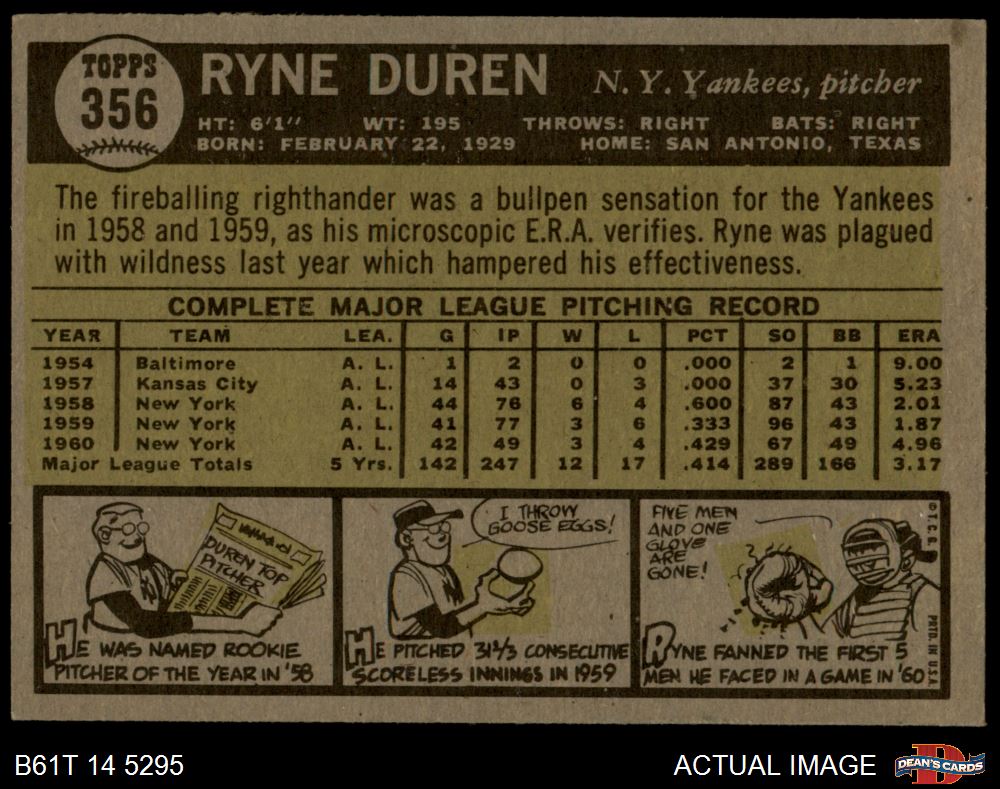 TOPPS
356
RYNE DUREN N. Y. Yankees, pitcher
HT: 6'1" WT: 195 THROWS: RIGHT BATS: RIGHT
BORN: FEBRUARY 22, 1929 HOME: SAN ANTONIO, TEXAS
The fireballing righthander was a bullpen sensation for the Yankees
in 1958 and 1959, as his microscopic E.R.A. verifies. Ryne was plagued
with wildness last year which hampered his effectiveness.
COMPLETE MAJOR LEAGUE PITCHING RECORD
YEAR TEAM LEA. G IP W L PCT SO BB ERA
1954 Baltimore A. L. 1 2 0 0 .000 2 1 9.00
1957 Kansas City A. L. 14 43 0 3 .000 37 30 5.23
1958 New York A. L. 44 76 6 4 .600 87 43 2.01
1959 New York A. L. 41 77 3 6 .333 96 43 1.87
1960 New York A. L. 42 49 3 4 .429 67 49 4.96
Major League Totals 5 Yrs. 142 247 12 17 .414 289 166 3.17
DUREN TOP
PITCHER
HE WAS NAMED ROOKIE
PITCHER OF THE YEAR IN '58
I THROW
GOOSE EGGS!
HE PITCHED 31⅓ CONSECUTIVE
SCORELESS INNINGS IN 1959
FIVE MEN
AND ONE
GLOVE
ARE
GONE!
RYNE FANNED THE FIRST 5
MEN HE FACED IN A GAME IN '60
© T. C. G.
PRTD. IN U.S.A.
B61T 14 5295 ACTUAL IMAGE
DEAN'S CARDS